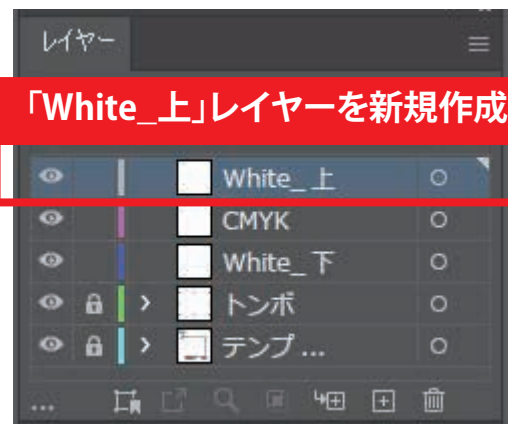 レイヤー
「White_上」レイヤーを新規作成
White_上
CMYK
White_下
トンボ
テンプ ...